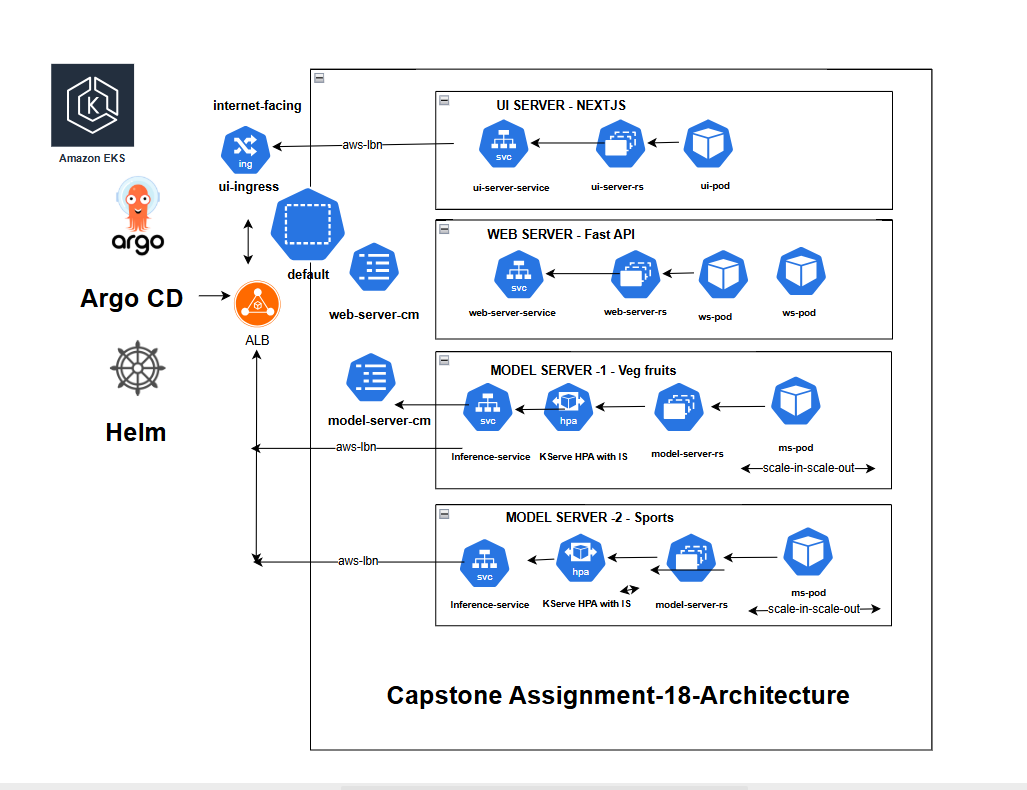 Amazon EKS
argo
Argo CD
Helm
internet-facing
ing
ui-ingress
aws-lbn
default
ALB
web-server-cm
model-server-cm
aws-lbn
aws-lbn
UI SERVER - NEXTJS
svc
ui-server-service
ui-server-rs
ui-pod
WEB SERVER - Fast API
svc
web-server-service
web-server-rs
ws-pod
ws-pod
MODEL SERVER -1 - Veg fruits
svc
hpa
Inference-service
KServe HPA with IS
model-server-rs
ms-pod
scale-in-scale-out
MODEL SERVER -2 - Sports
svc
hpa
Inference-service
KServe HPA with IS
model-server-rs
ms-pod
scale-in-scale-out
Capstone Assignment-18-Architecture